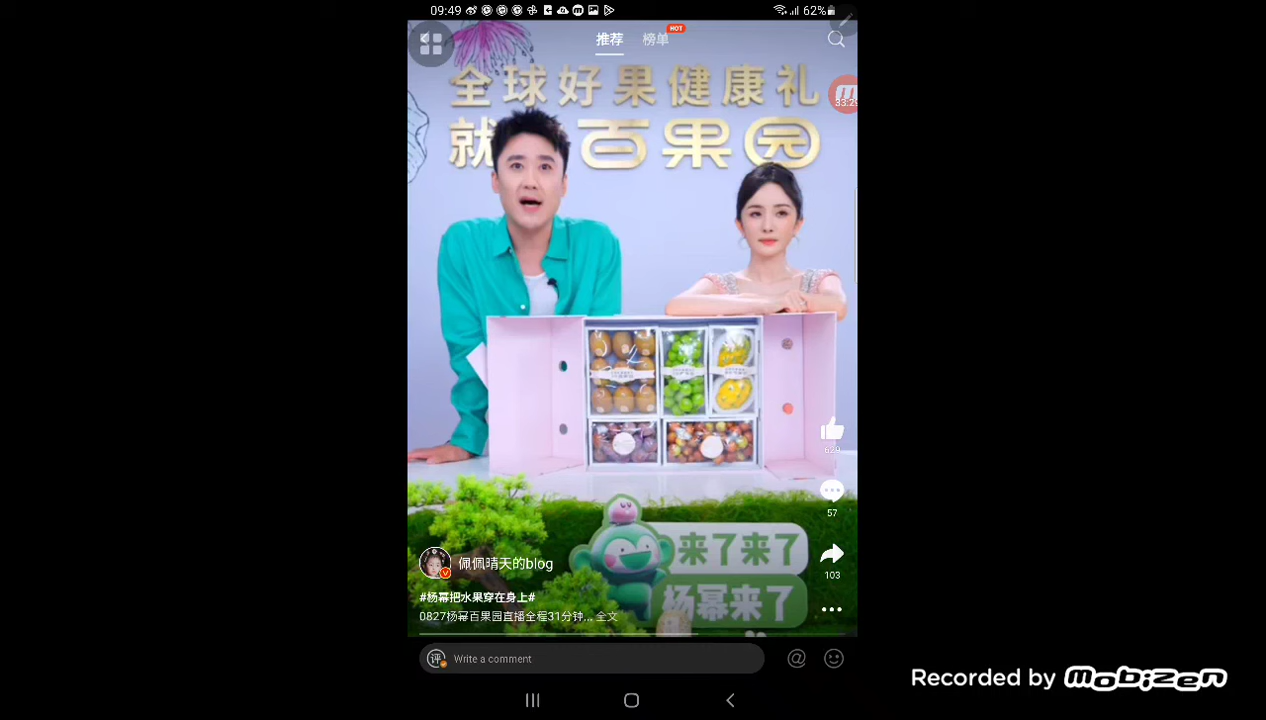 09:49
62%
推荐
榜单
HOT
全球好果健康礼
就
百果园
33:29
629
57
来了来了
佩佩晴天的blog
103
杨幂来了
#杨幂把水果穿在身上#
0827杨幂百果园直播全程31分钟... 全文
评
Write a comment
@
Recorded by mobizen